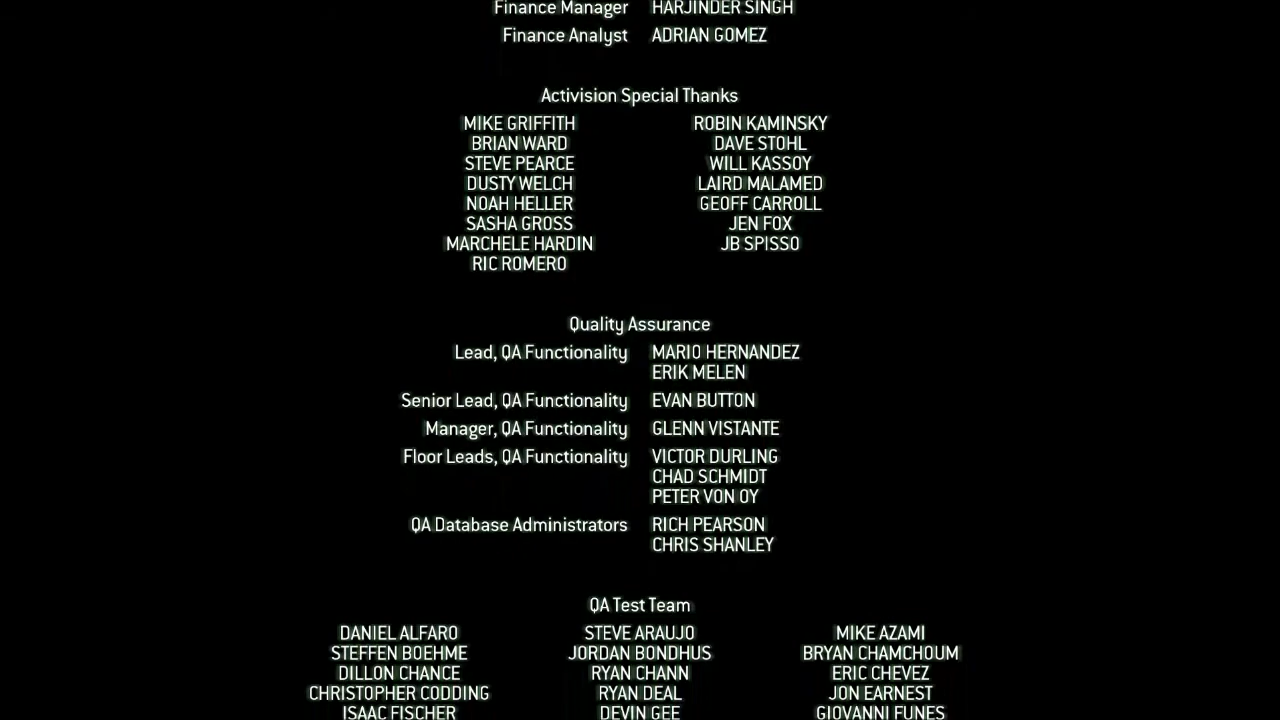 Finance Manager HARJINDER SINGH
Finance Analyst ADRIAN GOMEZ
Activision Special Thanks
MIKE GRIFFITH ROBIN KAMINSKY
BRIAN WARD DAVE STOHL
STEVE PEARCE WILL KASSOY
DUSTY WELCH LAIRD MALAMED
NOAH HELLER GEOFF CARROLL
SASHA GROSS JEN FOX
MARCHELE HARDIN JB SPISSO
RIC ROMERO
Quality Assurance
Lead, QA Functionality MARIO HERNANDEZ
ERIK MELEN
Senior Lead, QA Functionality EVAN BUTTON
Manager, QA Functionality GLENN VISTANTE
Floor Leads, QA Functionality VICTOR DURLING
CHAD SCHMIDT
PETER VON OY
QA Database Administrators RICH PEARSON
CHRIS SHANLEY
QA Test Team
DANIEL ALFARO STEVE ARAUJO MIKE AZAMI
STEFFEN BOEHME JORDAN BONDHUS BRYAN CHAMCHOUM
DILLON CHANCE RYAN CHANN ERIC CHEVEZ
CHRISTOPHER CODDING RYAN DEAL JON EARNEST
ISAAC FISCHER DEVIN GEE GIOVANNI FUNES